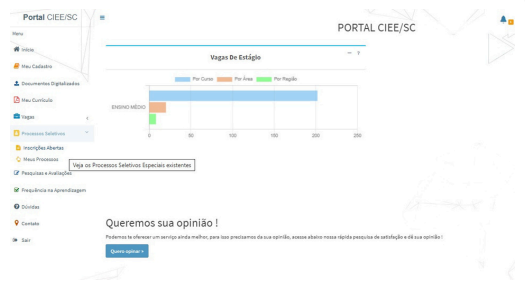 Portal CIEE/SC
PORTAL CIEE/SC
Menu
Início
Meu Cadastro
Documentos Digitalizados
Meu Currículo
Vagas
Processos Seletivos
Inscrições Abertas
Meus Processos
Veja os Processos Seletivos Especiais existentes
Pesquisas e Avaliações
Frequência na Aprendizagem
Dúvidas
Contato
Sair
Vagas De Estágio
Por Curso Por Área Por Região
ENSINO MÉDIO
0 50 100 150 200 250
Queremos sua opinião !
Podemos te oferecer um serviço ainda melhor, para isso precisamos da sua opinião, acesse abaixo nossa rápida pesquisa de satisfação e dê sua opinião !
Quero opinar »